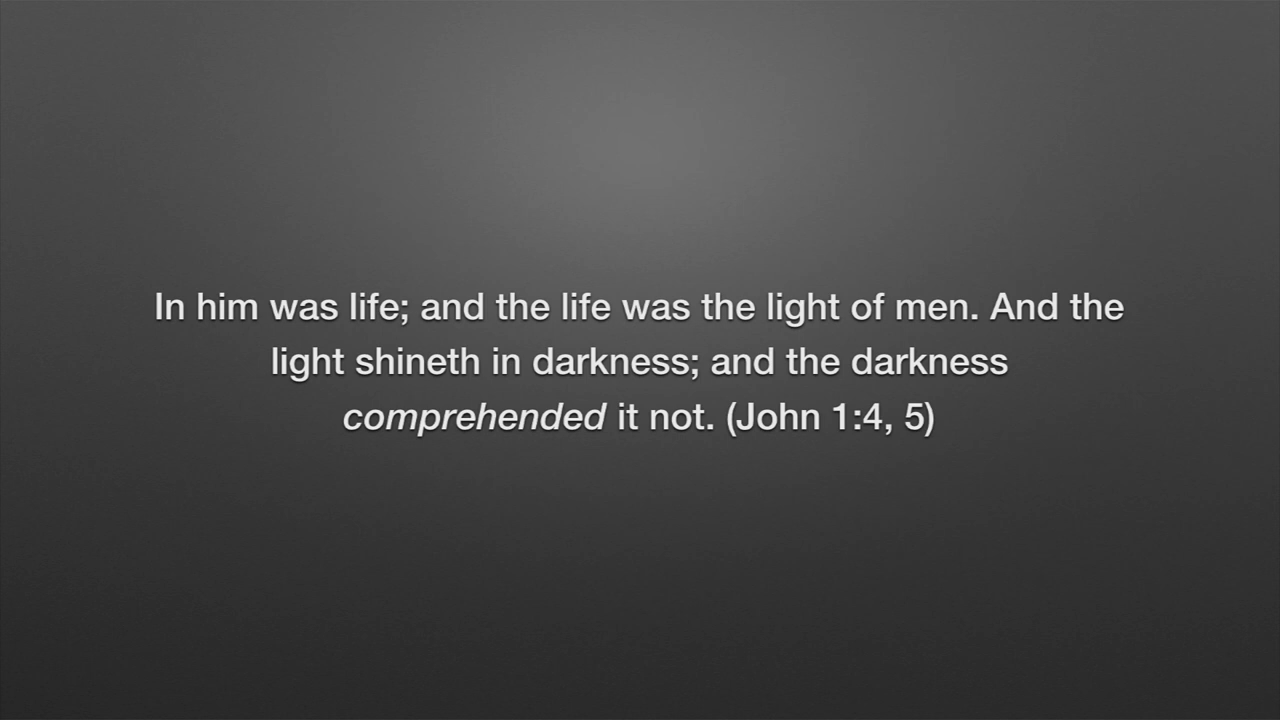 In him was life; and the life was the light of men. And the
light shineth in darkness; and the darkness
comprehended it not. (John 1:4, 5)